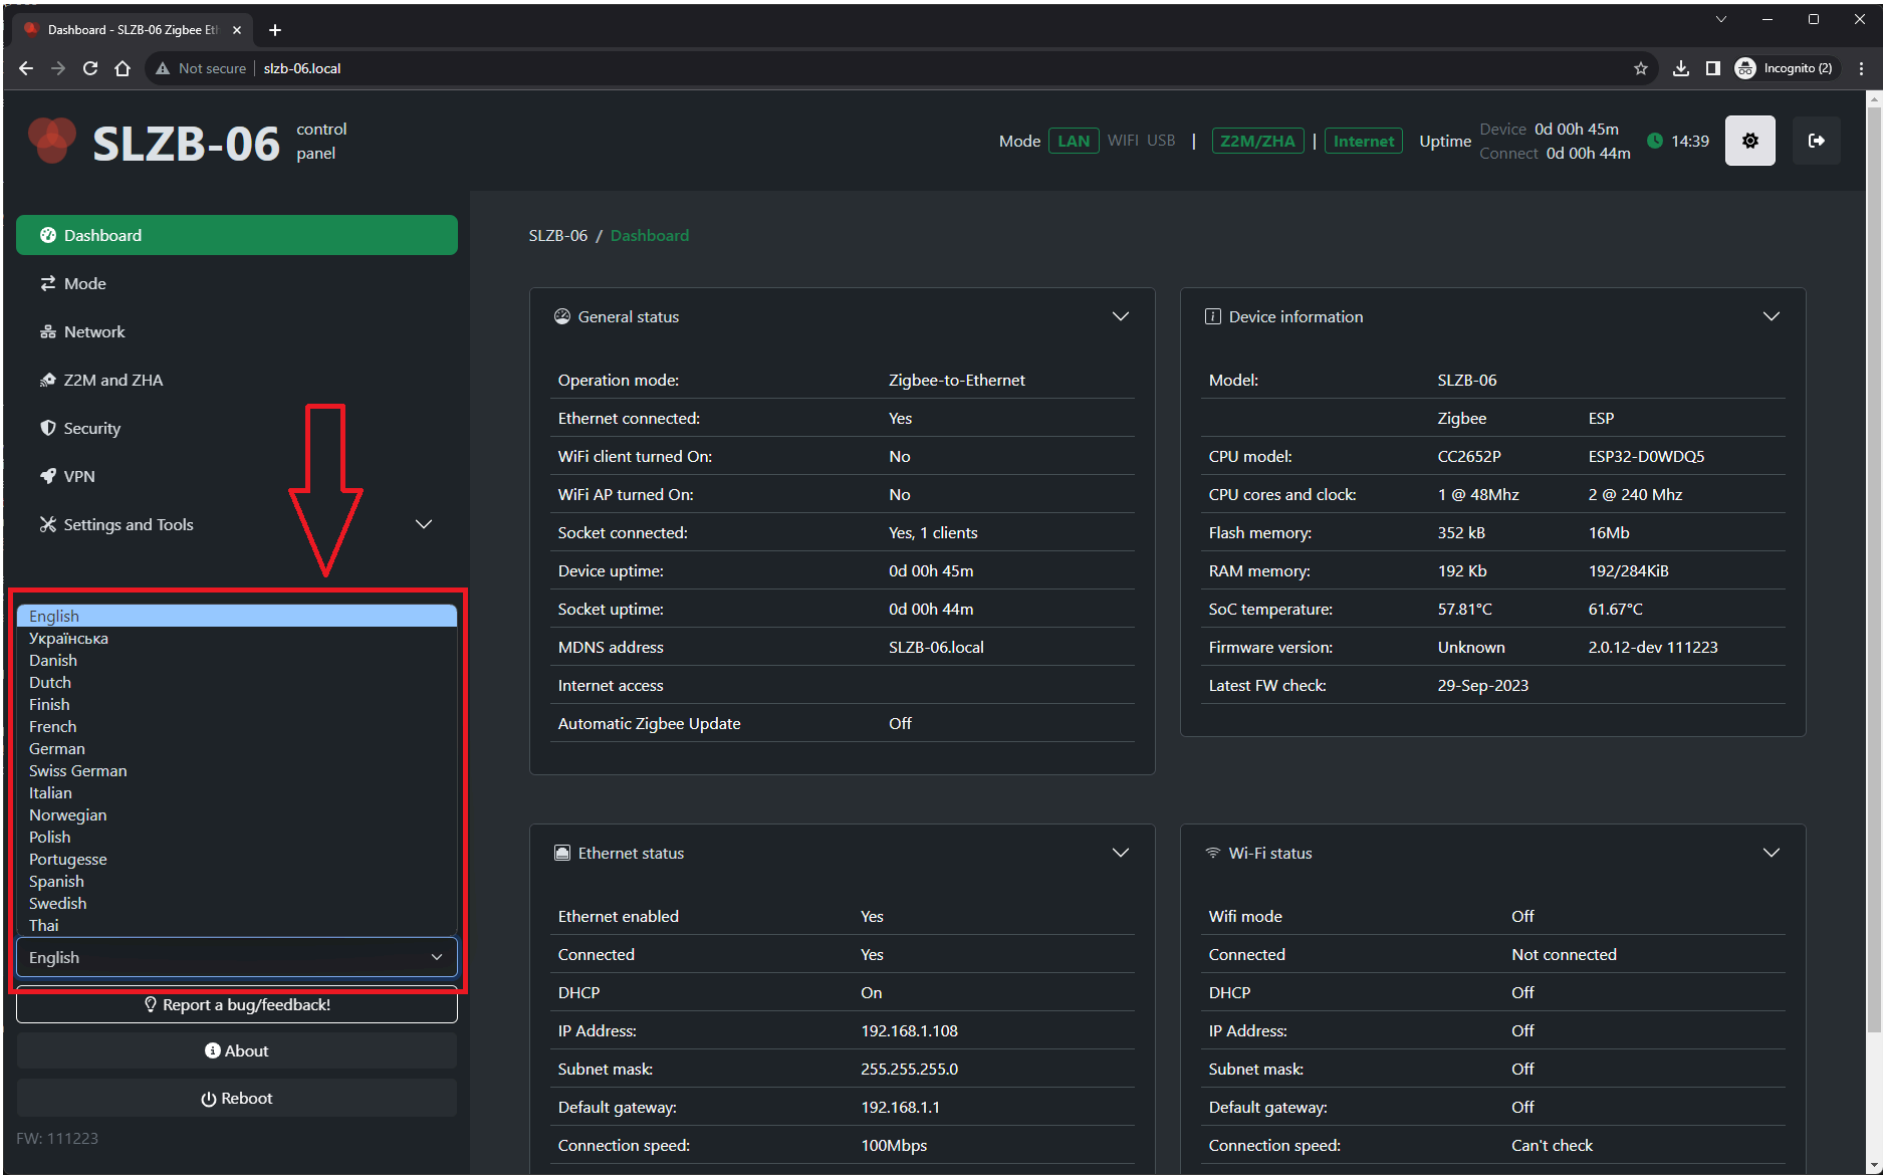 Dashboard - SLZB-06 Zigbee Eth
Not secure slzb-06.local
Incognito (2)
SLZB-06 control panel
Mode LAN WIFI USB | Z2M/ZHA | Internet Uptime Device 0d 00h 45m Connect 0d 00h 44m 14:39
Dashboard
Mode
Network
Z2M and ZHA
Security
VPN
Settings and Tools
English
Українська
Danish
Dutch
Finish
French
German
Swiss German
Italian
Norwegian
Polish
Portugesse
Spanish
Swedish
Thai
English
Report a bug/feedback!
About
Reboot
FW: 111223
SLZB-06 / Dashboard
General status
Operation mode: Zigbee-to-Ethernet
Ethernet connected: Yes
WiFi client turned On: No
WiFi AP turned On: No
Socket connected: Yes, 1 clients
Device uptime: 0d 00h 45m
Socket uptime: 0d 00h 44m
MDNS address SLZB-06.local
Internet access
Automatic Zigbee Update Off
Device information
Model: SLZB-06
Zigbee ESP
CPU model: CC2652P ESP32-D0WDQ5
CPU cores and clock: 1 @ 48Mhz 2 @ 240 Mhz
Flash memory: 352 kB 16Mb
RAM memory: 192 Kb 192/284KiB
SoC temperature: 57.81°C 61.67°C
Firmware version: Unknown 2.0.12-dev 111223
Latest FW check: 29-Sep-2023
Ethernet status
Ethernet enabled Yes
Connected Yes
DHCP On
IP Address: 192.168.1.108
Subnet mask: 255.255.255.0
Default gateway: 192.168.1.1
Connection speed: 100Mbps
Wi-Fi status
Wifi mode Off
Connected Not connected
DHCP Off
IP Address: Off
Subnet mask: Off
Default gateway: Off
Connection speed: Can't check